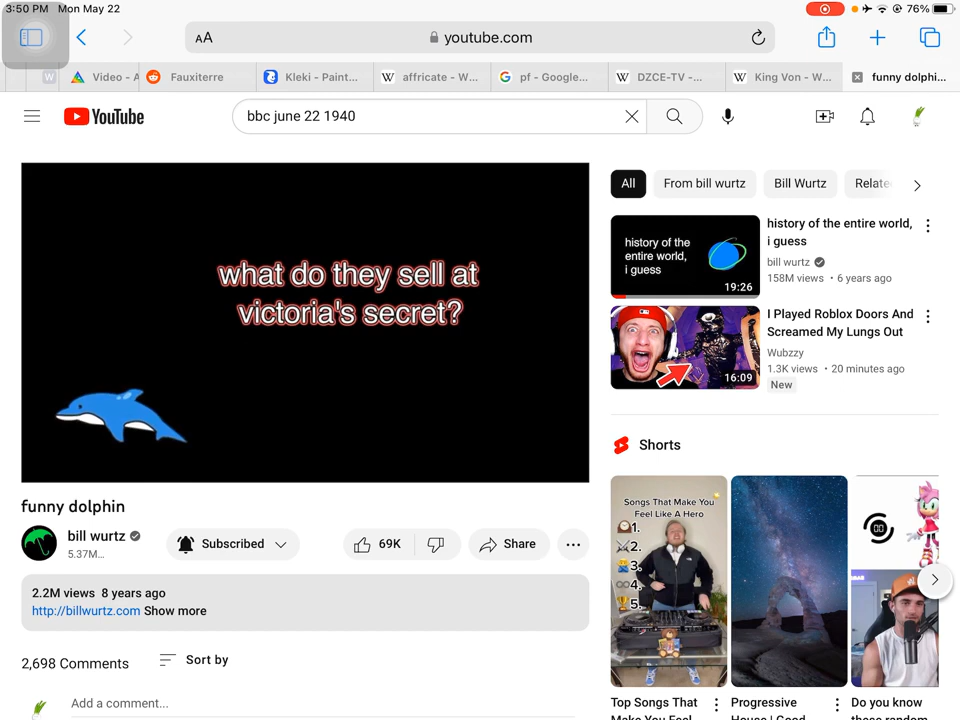 3:50 PM Mon May 22
76%
AA
youtube.com
W
Video - A
Fauxiterre
Kleki - Paint...
W affricate - W...
G pf - Google...
W DZCE-TV -...
W King Von - W...
funny dolphi...
YouTube
bbc june 22 1940
what do they sell at
victoria's secret?
funny dolphin
bill wurtz
5.37M...
Subscribed
69K
Share
2.2M views 8 years ago
http://billwurtz.com Show more
2,698 Comments
Sort by
Add a comment...
All
From bill wurtz
Bill Wurtz
Relate
history of the
entire world,
i guess
19:26
history of the entire world,
i guess
bill wurtz
158M views • 6 years ago
16:09
I Played Roblox Doors And
Screamed My Lungs Out
Wubzzy
1.3K views • 20 minutes ago
New
Shorts
Songs That Make You
Feel Like A Hero
1.
2.
3.
4.
5.
Top Songs That
Make You Feel
Progressive
House | Good
Do you know
these random